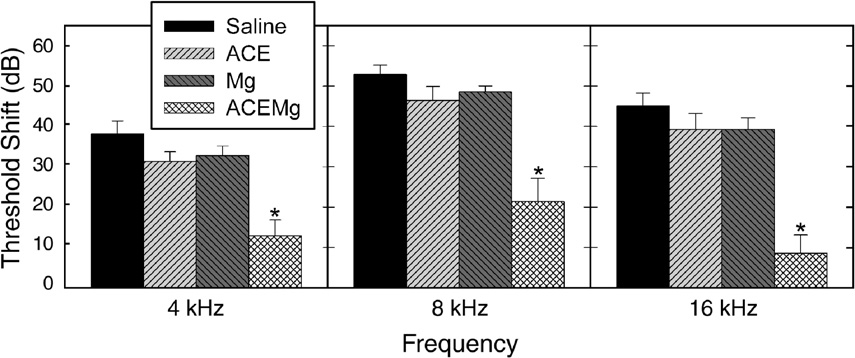 Threshold Shift (dB)
60
50
40
30
20
10
0
Saline
ACE
Mg
ACEMg
*
*
*
4 kHz
8 kHz
16 kHz
Frequency